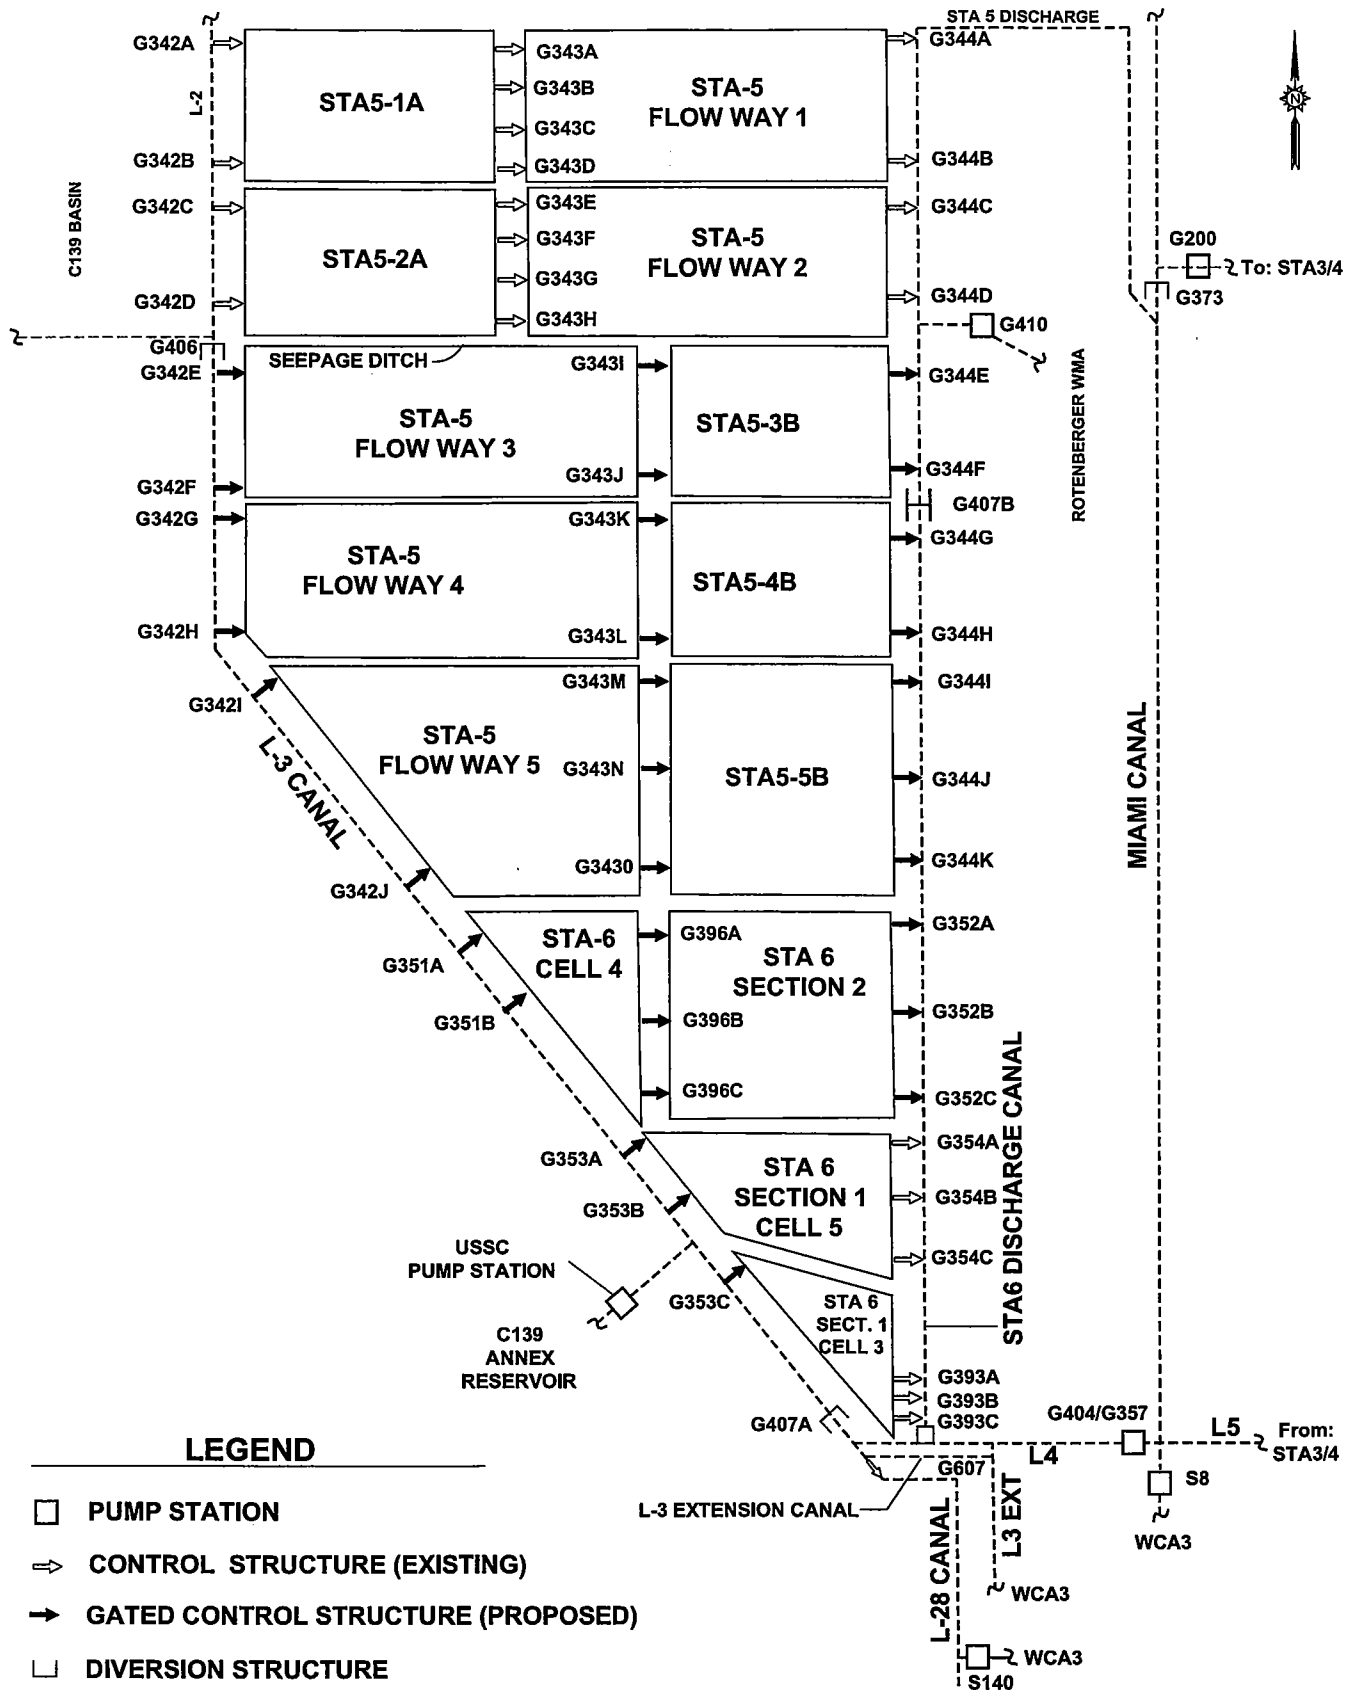 STA 5 DISCHARGE
G342A
G343A
G344A
L-2
STA5-1A
G343B
STA-5
FLOW WAY 1
N
G343C
G342B
G343D
G344B
C139 BASIN
G342C
G343E
G344C
STA5-2A
G343F
STA-5
FLOW WAY 2
G200
To: STA3/4
G343G
G342D
G344D
G373
G343H
G410
G406
SEEPAGE DITCH
G342E
G343I
G344E
ROTENBERGER WMA
STA-5
FLOW WAY 3
STA5-3B
G342F
G343J
G344F
G407B
G342G
G343K
G344G
STA-5
FLOW WAY 4
STA5-4B
G342H
G343L
G344H
G342I
G343M
G344I
L-3 CANAL
STA-5
FLOW WAY 5
G343N
STA5-5B
G344J
MIAMI CANAL
G342J
G3430
G344K
G351A
STA-6
CELL 4
G396A
STA 6
SECTION 2
G352A
G351B
G396B
G352B
G396C
G352C
STA6 DISCHARGE CANAL
G353A
G354A
STA 6
SECTION 1
CELL 5
G353B
G354B
G354C
USSC
PUMP STATION
G353C
STA 6
SECT. 1
CELL 3
C139
ANNEX
RESERVOIR
G393A
G393B
G393C
G407A
G404/G357
L5
From:
STA3/4
L4
G607
S8
L-3 EXTENSION CANAL
L3 EXT
WCA3
L-28 CANAL
WCA3
WCA3
S140
LEGEND
PUMP STATION
CONTROL STRUCTURE (EXISTING)
GATED CONTROL STRUCTURE (PROPOSED)
DIVERSION STRUCTURE